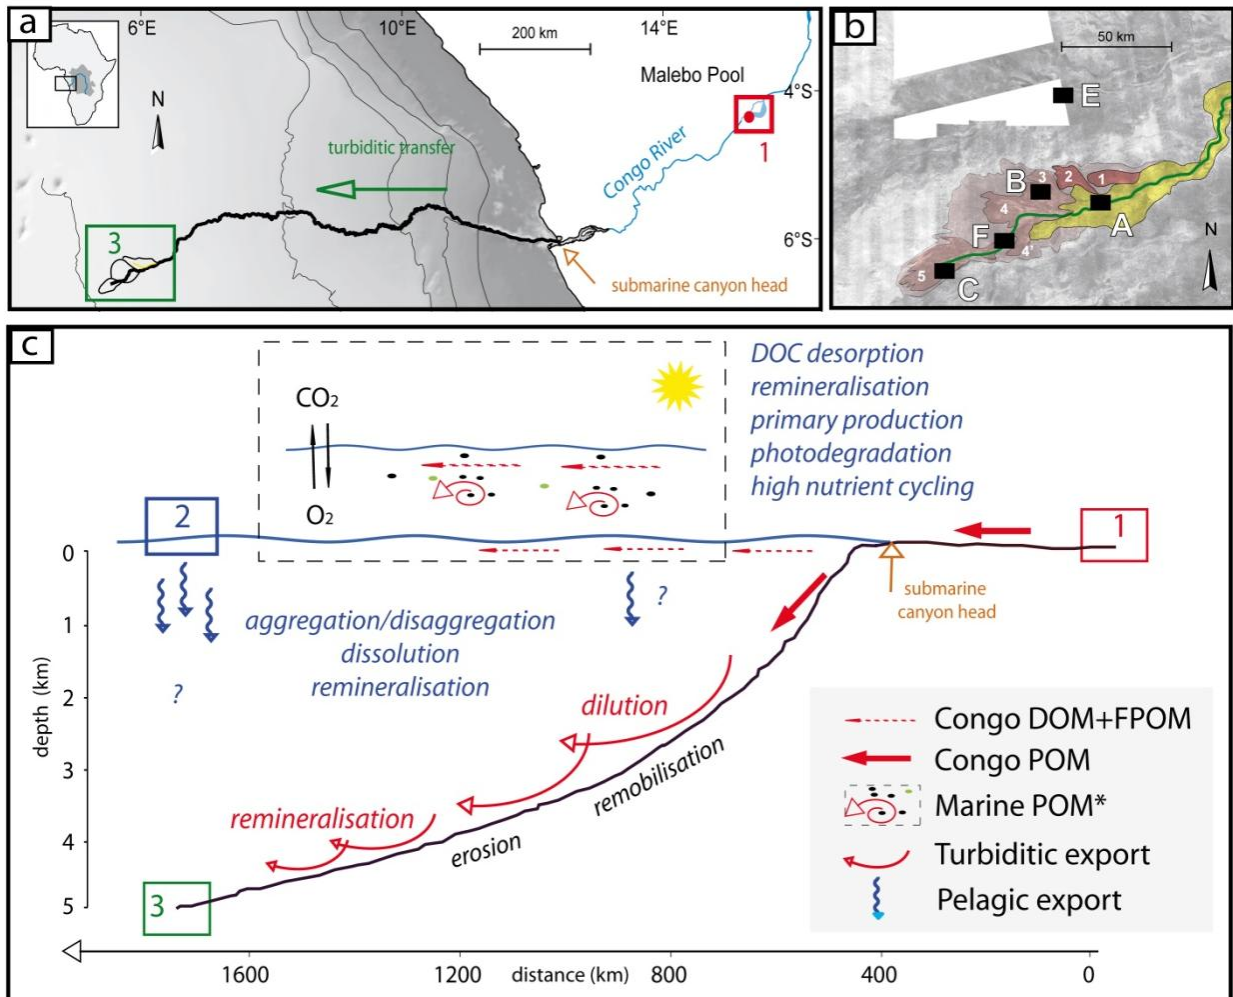 a
6°E
10°E
14°E
200 km
Malebo Pool
4°S
N
1
turbiditic transfer
Congo River
3
6°S
submarine canyon head
b
50 km
E
B
3
2
1
4
A
F
4'
N
5
C
c
CO2
O2
DOC desorption
remineralisation
primary production
photodegradation
high nutrient cycling
2
1
0
submarine
canyon head
?
1
aggregation/disaggregation
dissolution
remineralisation
2
?
dilution
depth (km)
3
remobilisation
remineralisation
4
erosion
5
3
Congo DOM+FPOM
Congo POM
Marine POM*
Turbiditic export
Pelagic export
1600
1200
distance (km)
800
400
0